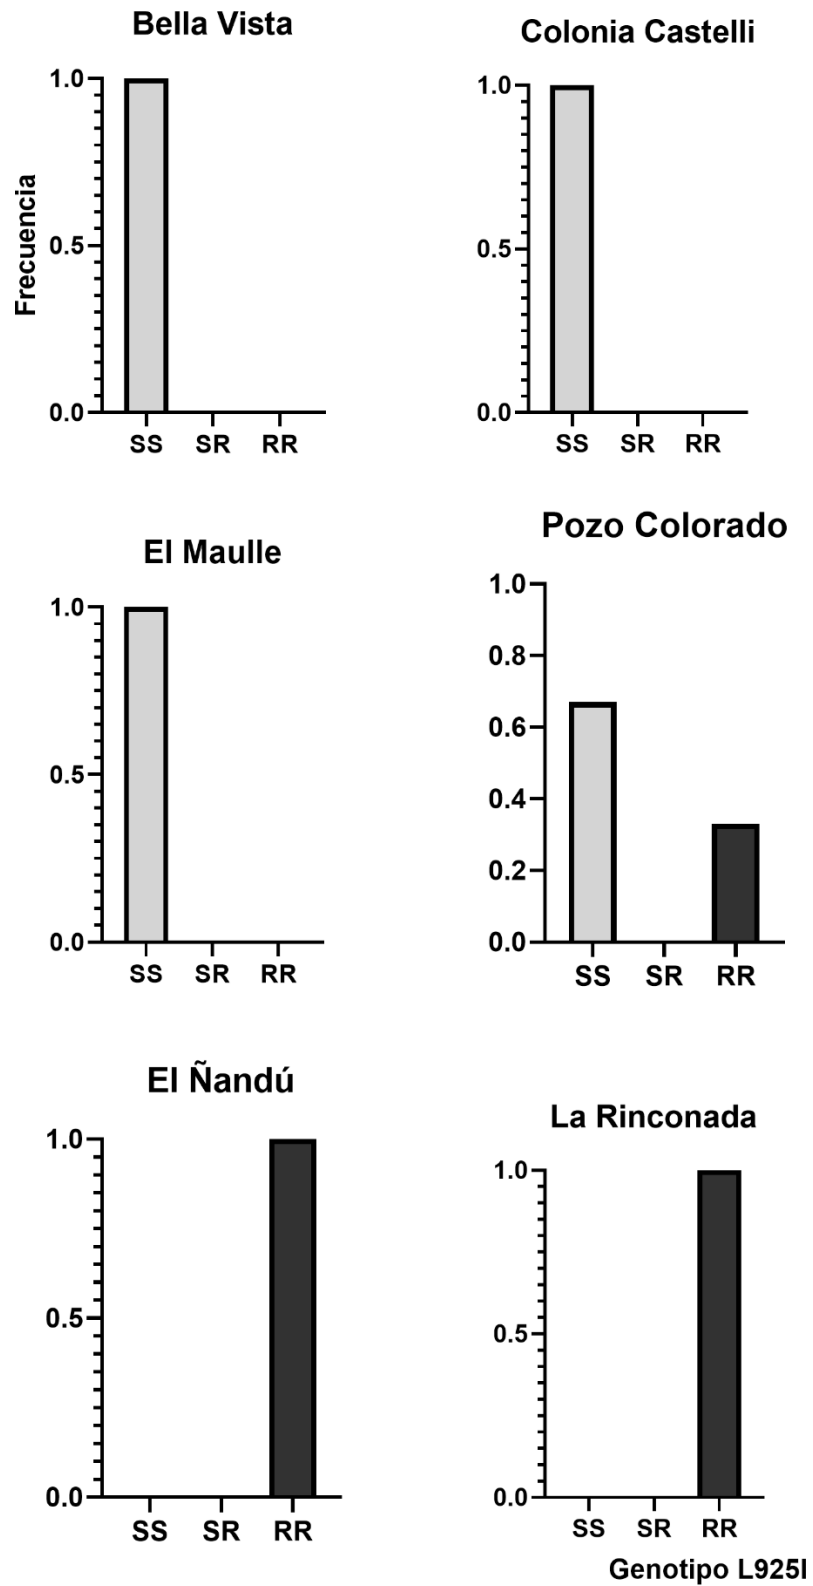 Bella Vista
Frecuencia
1.0
0.5
0.0
SS SR RR
Colonia Castelli
1.0
0.5
0.0
SS SR RR
El Maulle
1.0
0.5
0.0
SS SR RR
Pozo Colorado
1.0
0.8
0.6
0.4
0.2
0.0
SS SR RR
El Ñandú
1.0
0.5
0.0
SS SR RR
La Rinconada
1.0
0.5
0.0
SS SR RR
Genotipo L925I